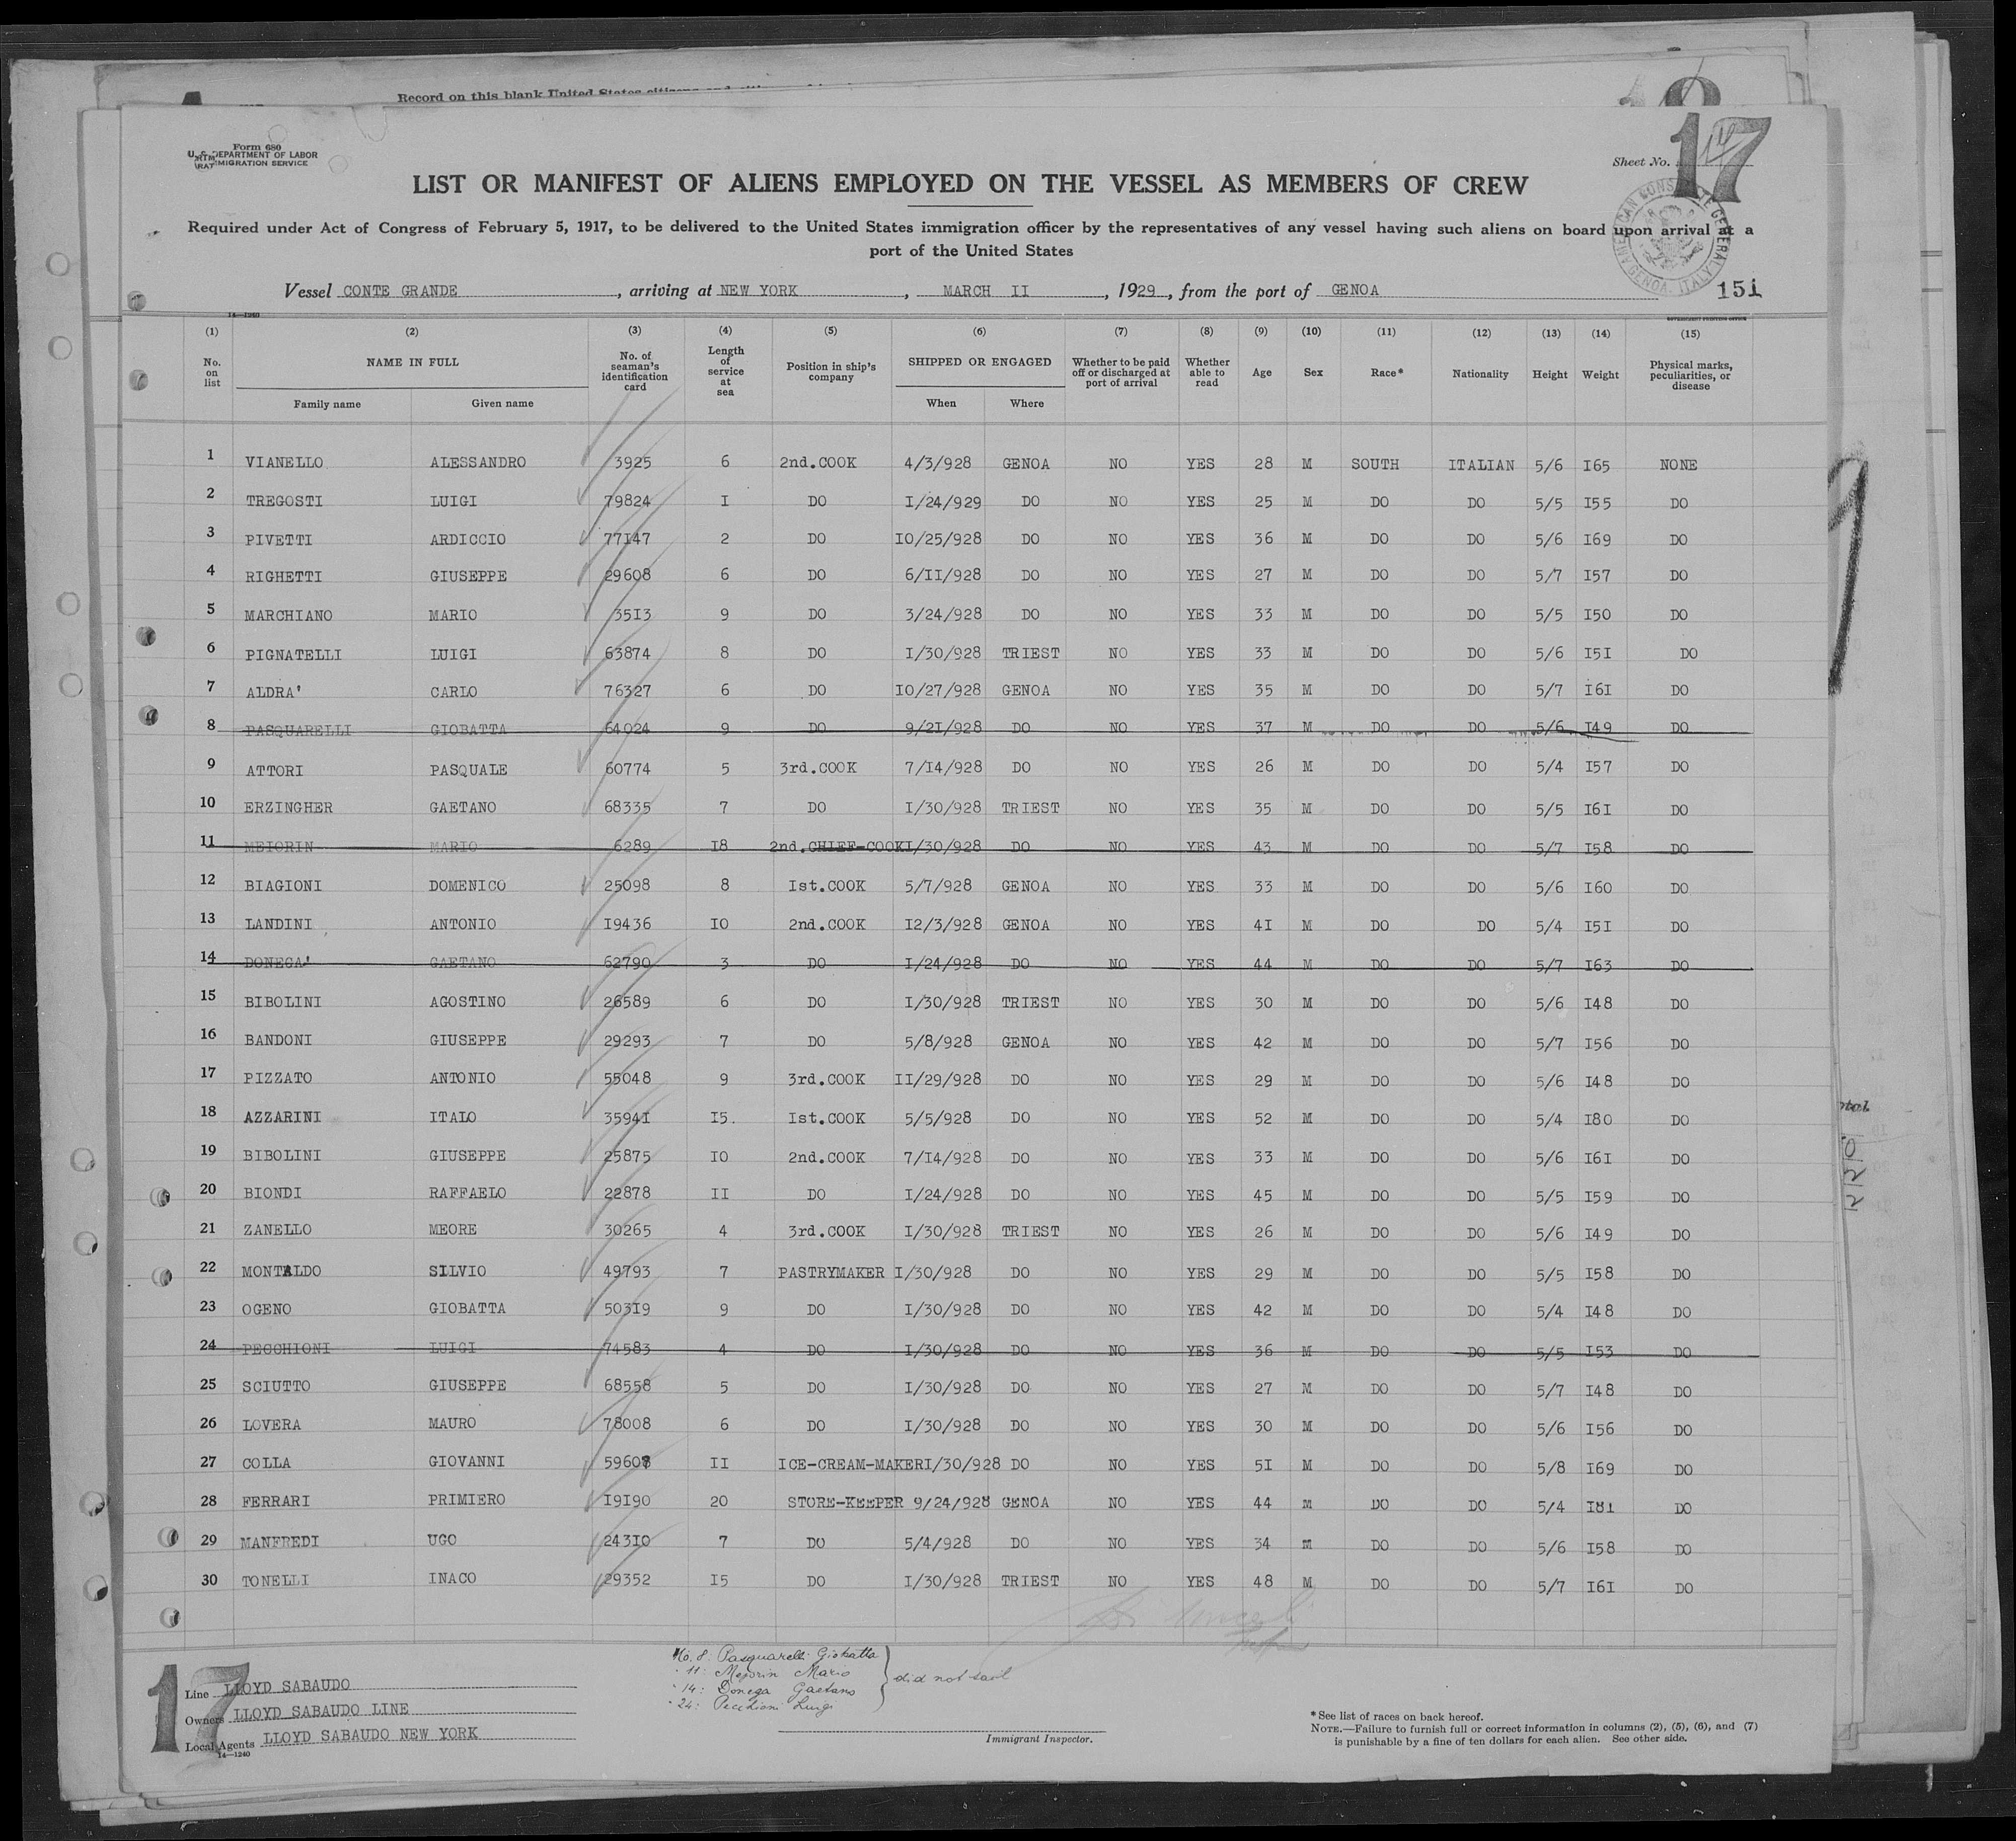 Record on this blank United States citizens and
Form 680
U. S. DEPARTMENT OF LABOR
IMMIGRATION SERVICE
Sheet No. 17
17
LIST OR MANIFEST OF ALIENS EMPLOYED ON THE VESSEL AS MEMBERS OF CREW
Required under Act of Congress of February 5, 1917, to be delivered to the United States immigration officer by the representatives of any vessel having such aliens on board upon arrival at a
port of the United States
AMERICAN CONSULATE GENERAL GENOA, ITALY
Vessel CONTE GRANDE, arriving at NEW YORK, MARCH II, 1929, from the port of GENOA 151
14—1240 GOVERNMENT PRINTING OFFICE
(1) (2) (3) (4) (5) (6) (7) (8) (9) (10) (11) (12) (13) (14) (15)
No. on list NAME IN FULL Family name Given name No. of seaman's identification card Length of service at sea Position in ship's company SHIPPED OR ENGAGED When Where Whether to be paid off or discharged at port of arrival Whether able to read Age Sex Race* Nationality Height Weight Physical marks, peculiarities, or disease
1 VIANELLO ALESSANDRO 3925 6 2nd.COOK 4/3/928 GENOA NO YES 28 M SOUTH ITALIAN 5/6 I65 NONE
2 TREGOSTI LUIGI 79824 I DO I/24/929 DO NO YES 25 M DO DO 5/5 I55 DO
3 PIVETTI ARDICCIO 77I47 2 DO IO/25/928 DO NO YES 36 M DO DO 5/6 I69 DO
4 RIGHETTI GIUSEPPE 29608 6 DO 6/II/928 DO NO YES 27 M DO DO 5/7 I57 DO
5 MARCHIANO MARIO 35I3 9 DO 3/24/928 DO NO YES 33 M DO DO 5/5 I50 DO
6 PIGNATELLI LUIGI 63874 8 DO I/30/928 TRIEST NO YES 33 M DO DO 5/6 I5I DO
7 ALDRA' CARLO 76327 6 DO IO/27/928 GENOA NO YES 35 M DO DO 5/7 I6I DO
8 PASQUARELLI GIOBATTA 64024 9 DO 9/2I/928 DO NO YES 37 M DO DO 5/6 I49 DO
9 ATTORI PASQUALE 60774 5 3rd.COOK 7/I4/928 DO NO YES 26 M DO DO 5/4 I57 DO
10 ERZINGHER GAETANO 68335 7 DO I/30/928 TRIEST NO YES 35 M DO DO 5/5 I6I DO
11 MEIORIN MARIO 6289 I8 2nd.CHIEF-COOK I/30/928 DO NO YES 43 M DO DO 5/7 I58 DO
12 BIAGIONI DOMENICO 25098 8 Ist.COOK 5/7/928 GENOA NO YES 33 M DO DO 5/6 I60 DO
13 LANDINI ANTONIO I9436 IO 2nd.COOK I2/3/928 GENOA NO YES 4I M DO DO 5/4 I5I DO
14 DONEGA' GAETANO 62790 3 DO I/24/928 DO NO YES 44 M DO DO 5/7 I63 DO
15 BIBOLINI AGOSTINO 26589 6 DO I/30/928 TRIEST NO YES 30 M DO DO 5/6 I48 DO
16 BANDONI GIUSEPPE 29293 7 DO 5/8/928 GENOA NO YES 42 M DO DO 5/7 I56 DO
17 PIZZATO ANTONIO 55048 9 3rd.COOK II/29/928 DO NO YES 29 M DO DO 5/6 I48 DO
18 AZZARINI ITALO 3594I I5. Ist.COOK 5/5/928 DO NO YES 52 M DO DO 5/4 I80 DO
19 BIBOLINI GIUSEPPE 25875 IO 2nd.COOK 7/I4/928 DO NO YES 33 M DO DO 5/6 I6I DO
20 BIONDI RAFFAELO 22878 II DO I/24/928 DO NO YES 45 M DO DO 5/5 I59 DO
21 ZANELLO MEORE 30265 4 3rd.COOK I/30/928 TRIEST NO YES 26 M DO DO 5/6 I49 DO
22 MONTALDO SILVIO 49793 7 PASTRYMAKER I/30/928 DO NO YES 29 M DO DO 5/5 I58 DO
23 OGENO GIOBATTA 503I9 9 DO I/30/928 DO NO YES 42 M DO DO 5/4 I48 DO
24 PECCHIONI LUIGI 74583 4 DO I/30/928 DO NO YES 36 M DO DO 5/5 I53 DO
25 SCIUTTO GIUSEPPE 68558 5 DO I/30/928 DO NO YES 27 M DO DO 5/7 I48 DO
26 LOVERA MAURO 78008 6 DO I/30/928 DO NO YES 30 M DO DO 5/6 I56 DO
27 COLLA GIOVANNI 59608 II ICE-CREAM-MAKER I/30/928 DO NO YES 5I M DO DO 5/8 I69 DO
28 FERRARI PRIMIERO I9I90 20 STORE-KEEPER 9/24/928 GENOA NO YES 44 M DO DO 5/4 I8I DO
29 MANFREDI UGO 243IO 7 DO 5/4/928 DO NO YES 34 M DO DO 5/6 I58 DO
30 TONELLI INACO 29352 I5 DO I/30/928 TRIEST NO YES 48 M DO DO 5/7 I6I DO
No. 8: Pasquarelli Giobatta
" 11: Meiorin Mario
" 14: Donega Gaetano
" 24: Pecchioni Luigi
did not sail
17
Line LLOYD SABAUDO
Owners LLOYD SABAUDO LINE
Local Agents LLOYD SABAUDO NEW YORK
14—1240
Immigrant Inspector.
*See list of races on back hereof.
NOTE.—Failure to furnish full or correct information in columns (2), (5), (6), and (7)
is punishable by a fine of ten dollars for each alien. See other side.